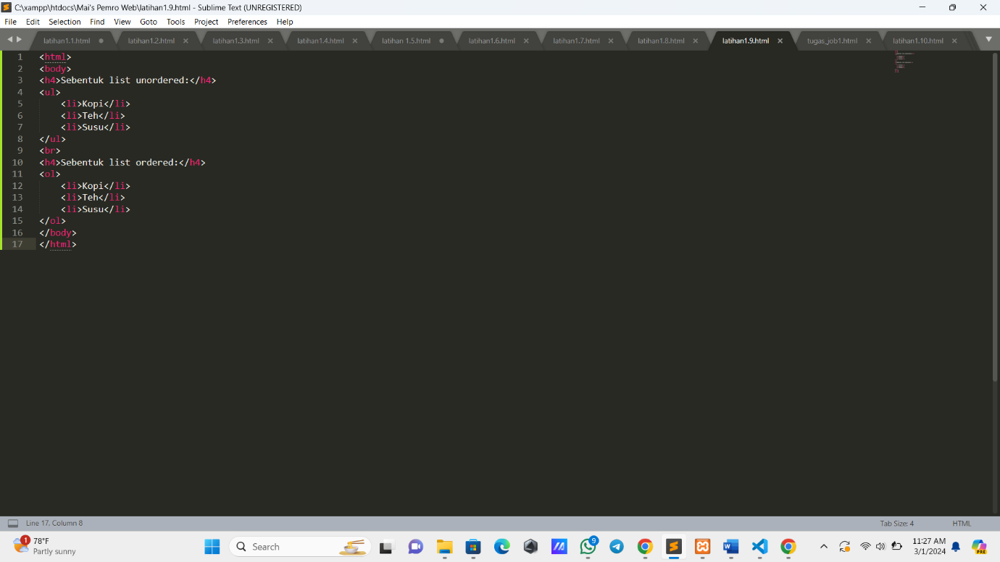 C:\xampp\htdocs\Mai's Pemro Web\latihan1.9.html - Sublime Text (UNREGISTERED)
File Edit Selection Find View Goto Tools Project Preferences Help
latihan1.1.html latihan1.2.html latihan1.3.html latihan1.4.html latihan 1.5.html latihan1.6.html latihan1.7.html latihan1.8.html latihan1.9.html tugas_job1.html latihan1.10.html
1 <html>
2 <body>
3 <h4>Sebentuk list unordered:</h4>
4 <ul>
5 <li>Kopi</li>
6 <li>Teh</li>
7 <li>Susu</li>
8 </ul>
9 <br>
10 <h4>Sebentuk list ordered:</h4>
11 <ol>
12 <li>Kopi</li>
13 <li>Teh</li>
14 <li>Susu</li>
15 </ol>
16 </body>
17 </html>
Line 17, Column 8 Tab Size: 4 HTML
1 78°F
Partly sunny
Search
9
11:27 AM
3/1/2024
PRE